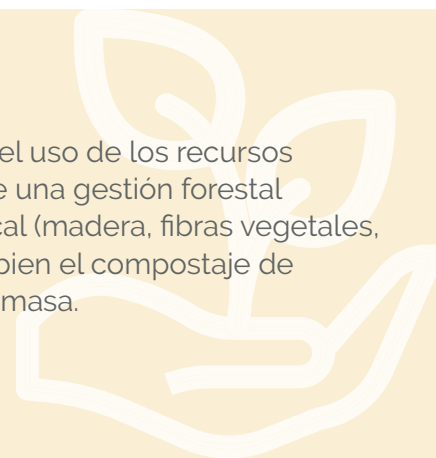 el uso de los recursos
e una gestión forestal
cal (madera, fibras vegetales,
bien el compostaje de
masa.